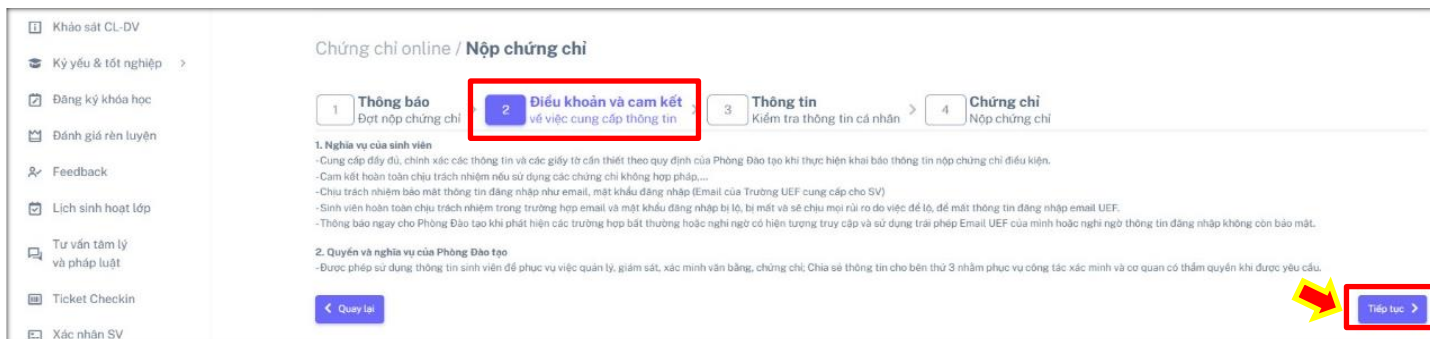 Khảo sát CL-DV
Kỷ yếu & tốt nghiệp >
Đăng ký khóa học
Đánh giá rèn luyện
Feedback
Lịch sinh hoạt lớp
Tư vấn tâm lý
và pháp luật
Ticket Checkin
Xác nhận SV
Chứng chỉ online / Nộp chứng chỉ
1 Thông báo
Đợt nộp chứng chỉ
2 Điều khoản và cam kết
về việc cung cấp thông tin
3 Thông tin
Kiểm tra thông tin cá nhân
4 Chứng chỉ
Nộp chứng chỉ
1. Nghĩa vụ của sinh viên
-Cung cấp đầy đủ, chính xác các thông tin và các giấy tờ cần thiết theo quy định của Phòng Đào tạo khi thực hiện khai báo thông tin nộp chứng chỉ điều kiện.
-Cam kết hoàn toàn chịu trách nhiệm nếu sử dụng các chứng chỉ không hợp pháp,...
-Chịu trách nhiệm bảo mật thông tin đăng nhập như email, mật khẩu đăng nhập (Email của Trường UEF cung cấp cho SV)
-Sinh viên hoàn toàn chịu trách nhiệm trong trường hợp email và mật khẩu đăng nhập bị lộ, bị mất và sẽ chịu mọi rủi ro do việc để lộ, để mất thông tin đăng nhập email UEF.
-Thông báo ngay cho Phòng Đào tạo khi phát hiện các trường hợp bất thường hoặc nghi ngờ có hiện tượng truy cập và sử dụng trái phép Email UEF của mình hoặc nghi ngờ thông tin đăng nhập không còn bảo mật.
2. Quyền và nghĩa vụ của Phòng Đào tạo
-Được phép sử dụng thông tin sinh viên để phục vụ việc quản lý, giám sát, xác minh văn bằng, chứng chỉ; Chia sẻ thông tin cho bên thứ 3 nhằm phục vụ công tác xác minh và cơ quan có thẩm quyền khi được yêu cầu.
Quay lại
Tiếp tục